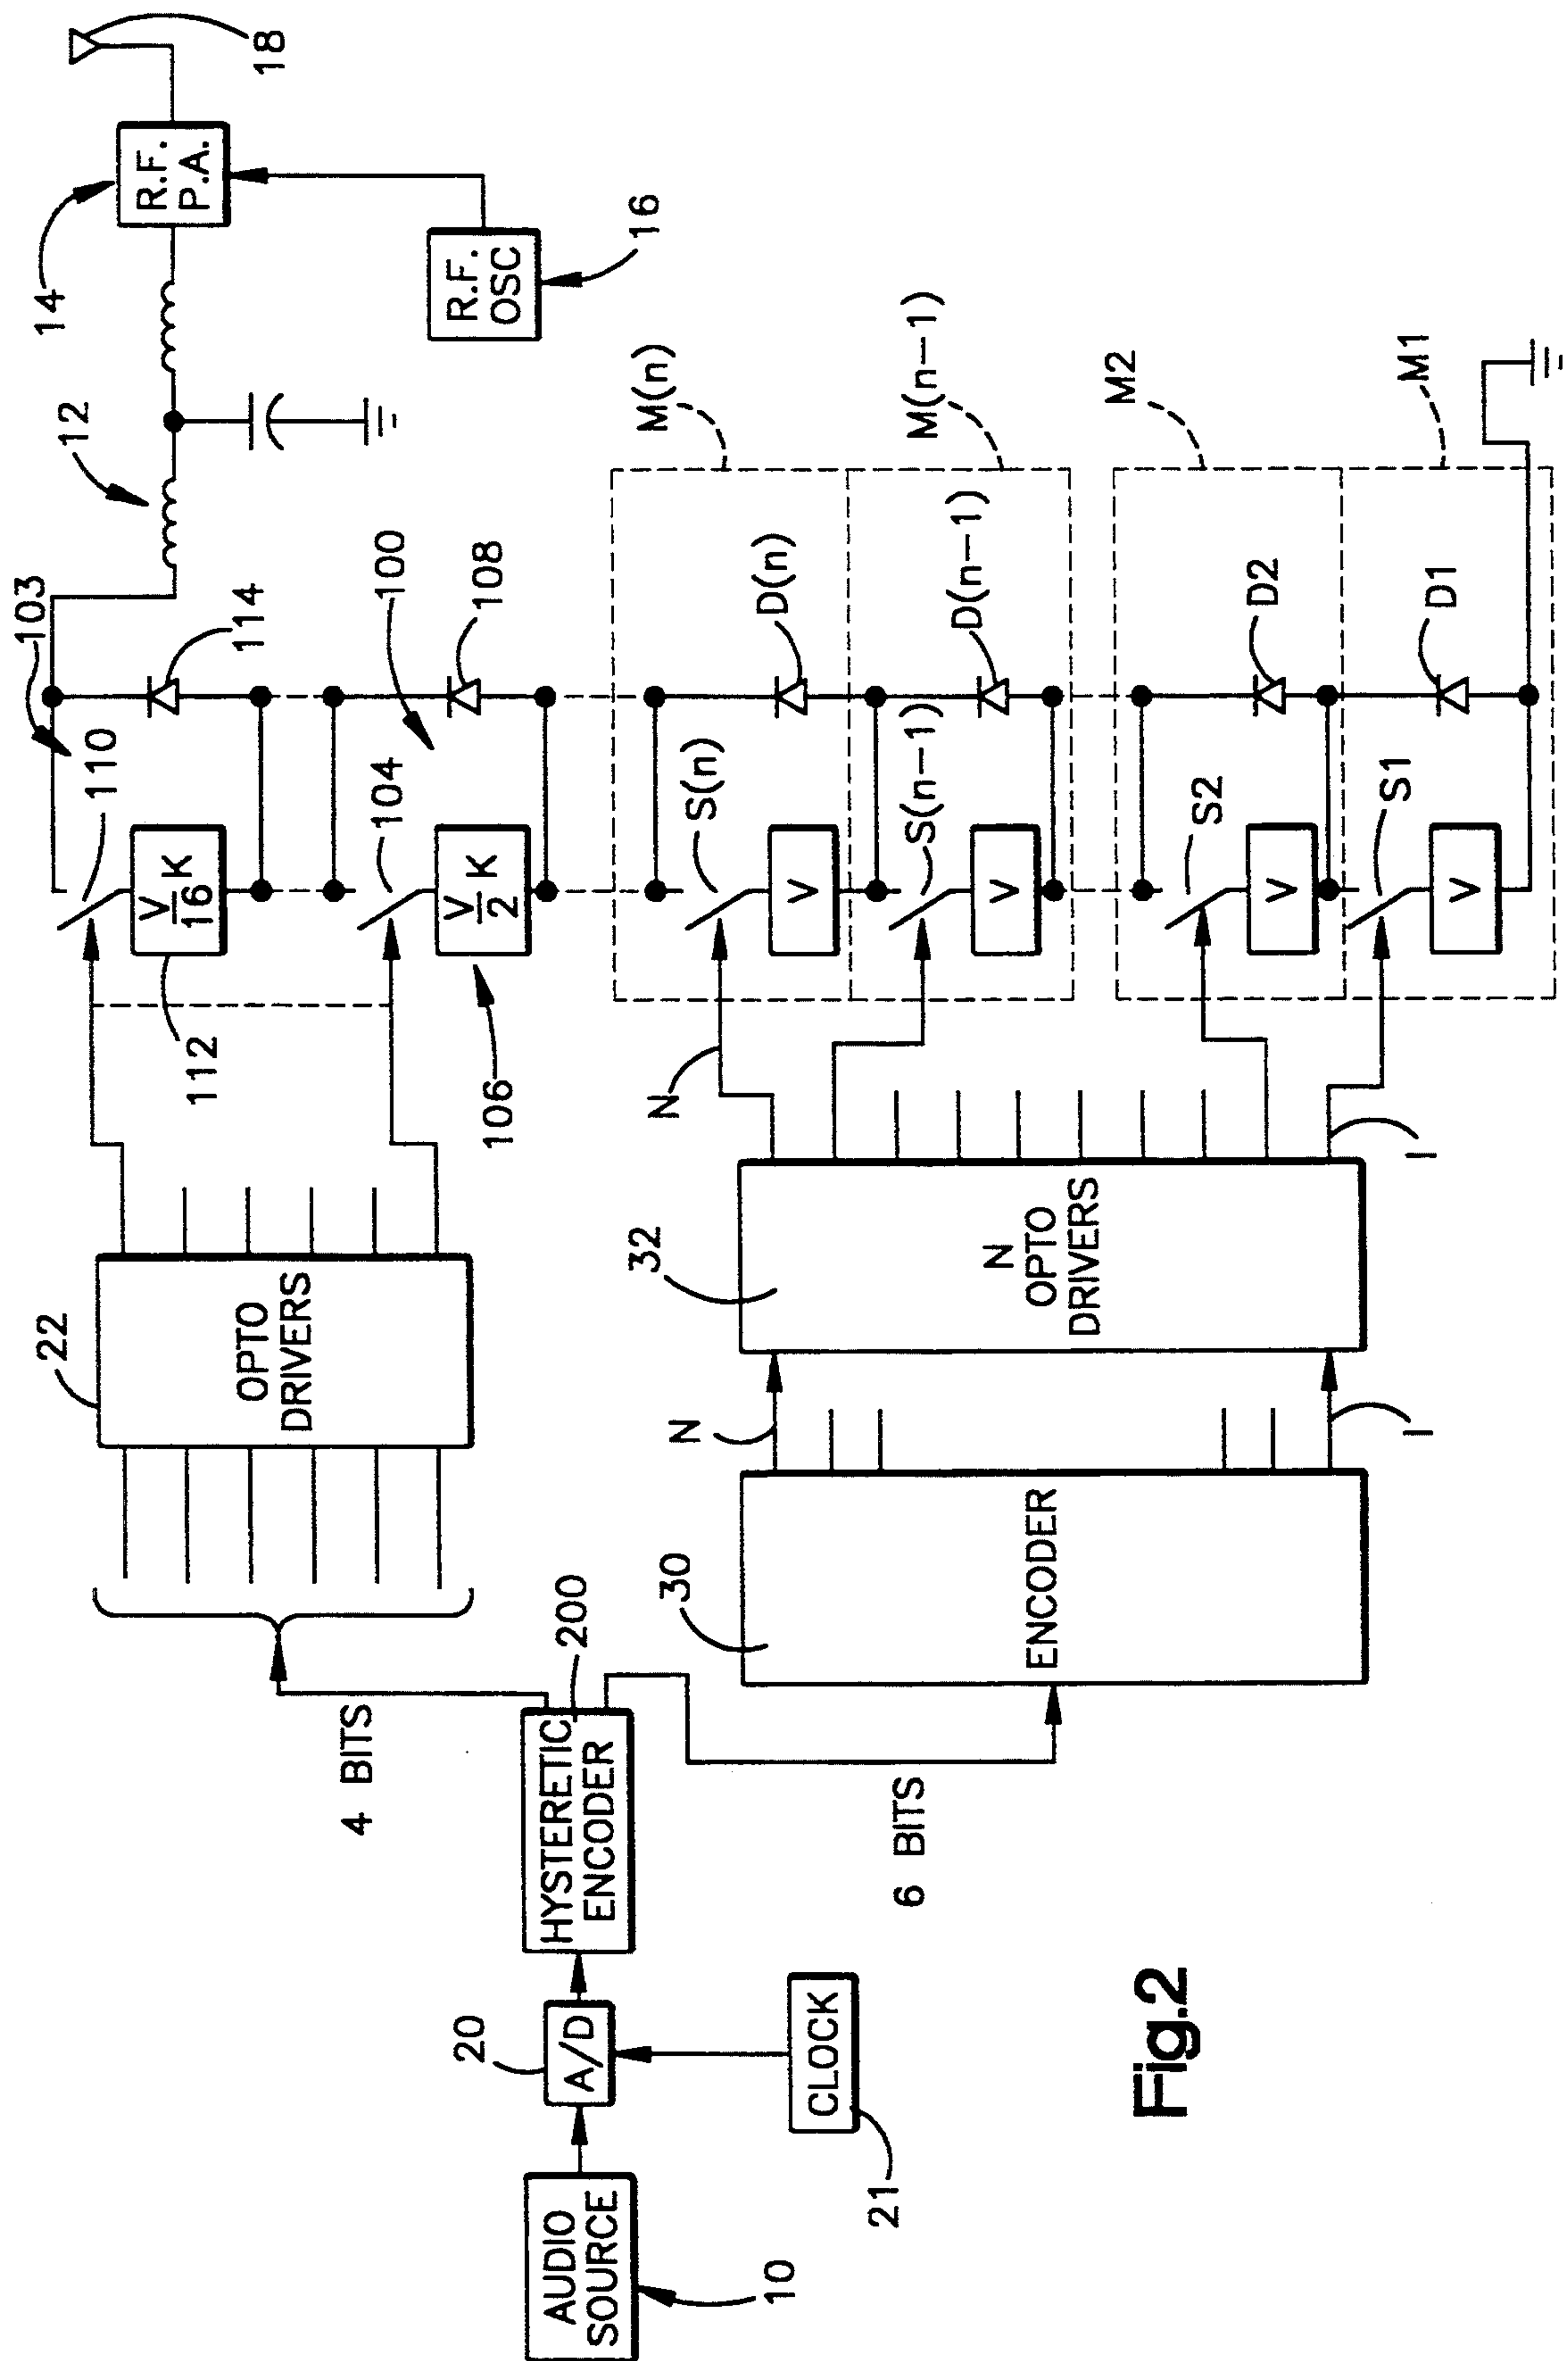 AUDIO
SOURCE
10
A/D
20
CLOCK
21
HYSTERETIC
ENCODER
200
4 BITS
6 BITS
OPTO
DRIVERS
22
ENCODER
30
N
1
N
OPTO
DRIVERS
32
N
1
103
110
V/16 K
112
114
104
V/2 K
106
100
108
S(n)
V
D(n)
M(n)
S(n-1)
V
D(n-1)
M(n-1)
S2
V
D2
M2
S1
V
D1
M1
12
14
R.F.
P.A.
R.F.
OSC
16
18
Fig.2